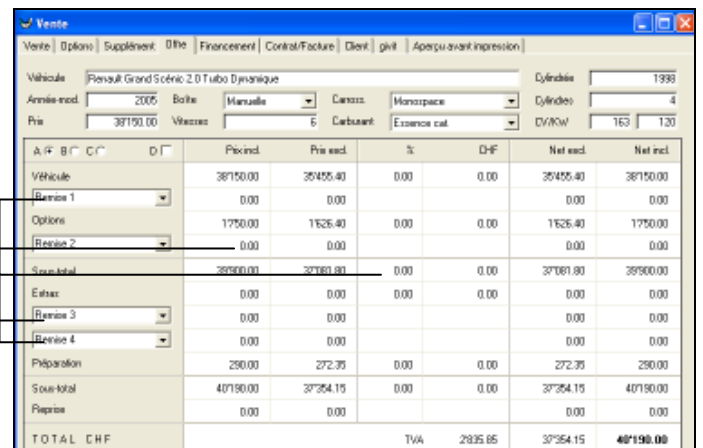 Vente
Vente Options Supplément Offre Financement Contrat/Facture Client givit Aperçu avant impression
Véhicule Renault Grand Scénic 2.0 Turbo Dynamique Cylindrée 1998
Année-mod. 2005 Boîte Manuelle Caross. Monospace Cylindres 4
Prix 38'150.00 Vitesses 6 Carburant Essence cat. CV/KW 163 120
A B C D Prix incl. Prix excl. % CHF Net excl. Net incl.
Véhicule 38'150.00 35'455.40 0.00 0.00 35'455.40 38'150.00
Remise 1 0.00 0.00 0.00 0.00
Options 1'750.00 1'626.40 0.00 0.00 1'626.40 1'750.00
Remise 2 0.00 0.00 0.00 0.00
Sous-total 39'900.00 37'081.80 0.00 0.00 37'081.80 39'900.00
Extras 0.00 0.00 0.00 0.00 0.00 0.00
Remise 3 0.00 0.00 0.00 0.00
Remise 4 0.00 0.00 0.00 0.00
Préparation 290.00 272.35 0.00 0.00 272.35 290.00
Sous-total 40'190.00 37'354.15 0.00 0.00 37'354.15 40'190.00
Reprise 0.00 0.00 0.00 0.00
TOTAL CHF TVA 2'835.85 37'354.15 40'190.00